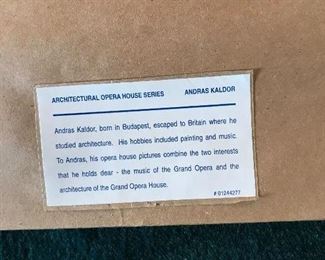 ARCHITECTURAL OPERA HOUSE SERIES ANDRAS KALDOR
Andras Kaldor, born in Budapest, escaped to Britain where he
studied architecture. His hobbies included painting and music.
To Andras, his opera house pictures combine the two interests
that he holds dear - the music of the Grand Opera and the
architecture of the Grand Opera House.
# 01244277